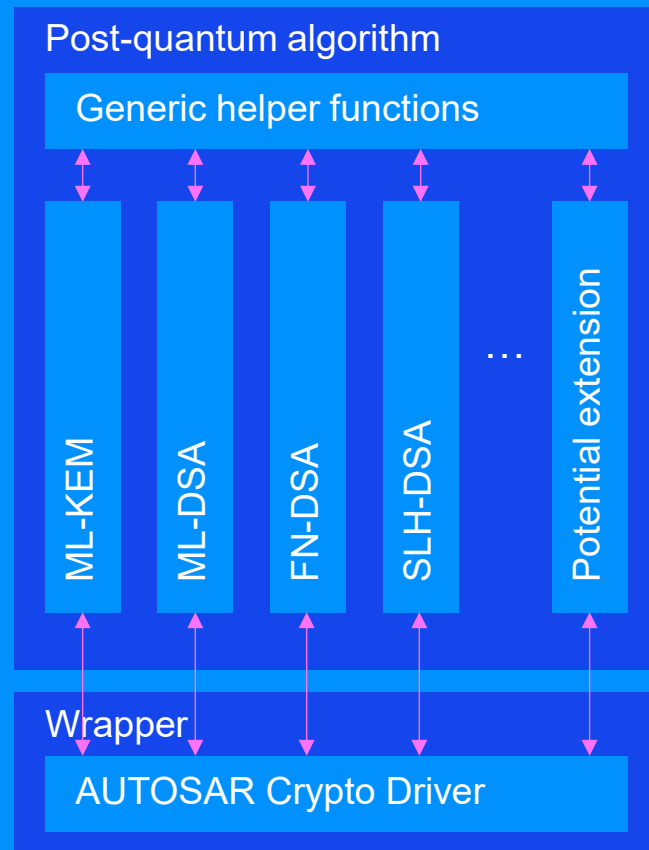 Post-quantum algorithm
Generic helper functions
ML-KEM
ML-DSA
FN-DSA
SLH-DSA
...
Potential extension
Wrapper
AUTOSAR Crypto Driver